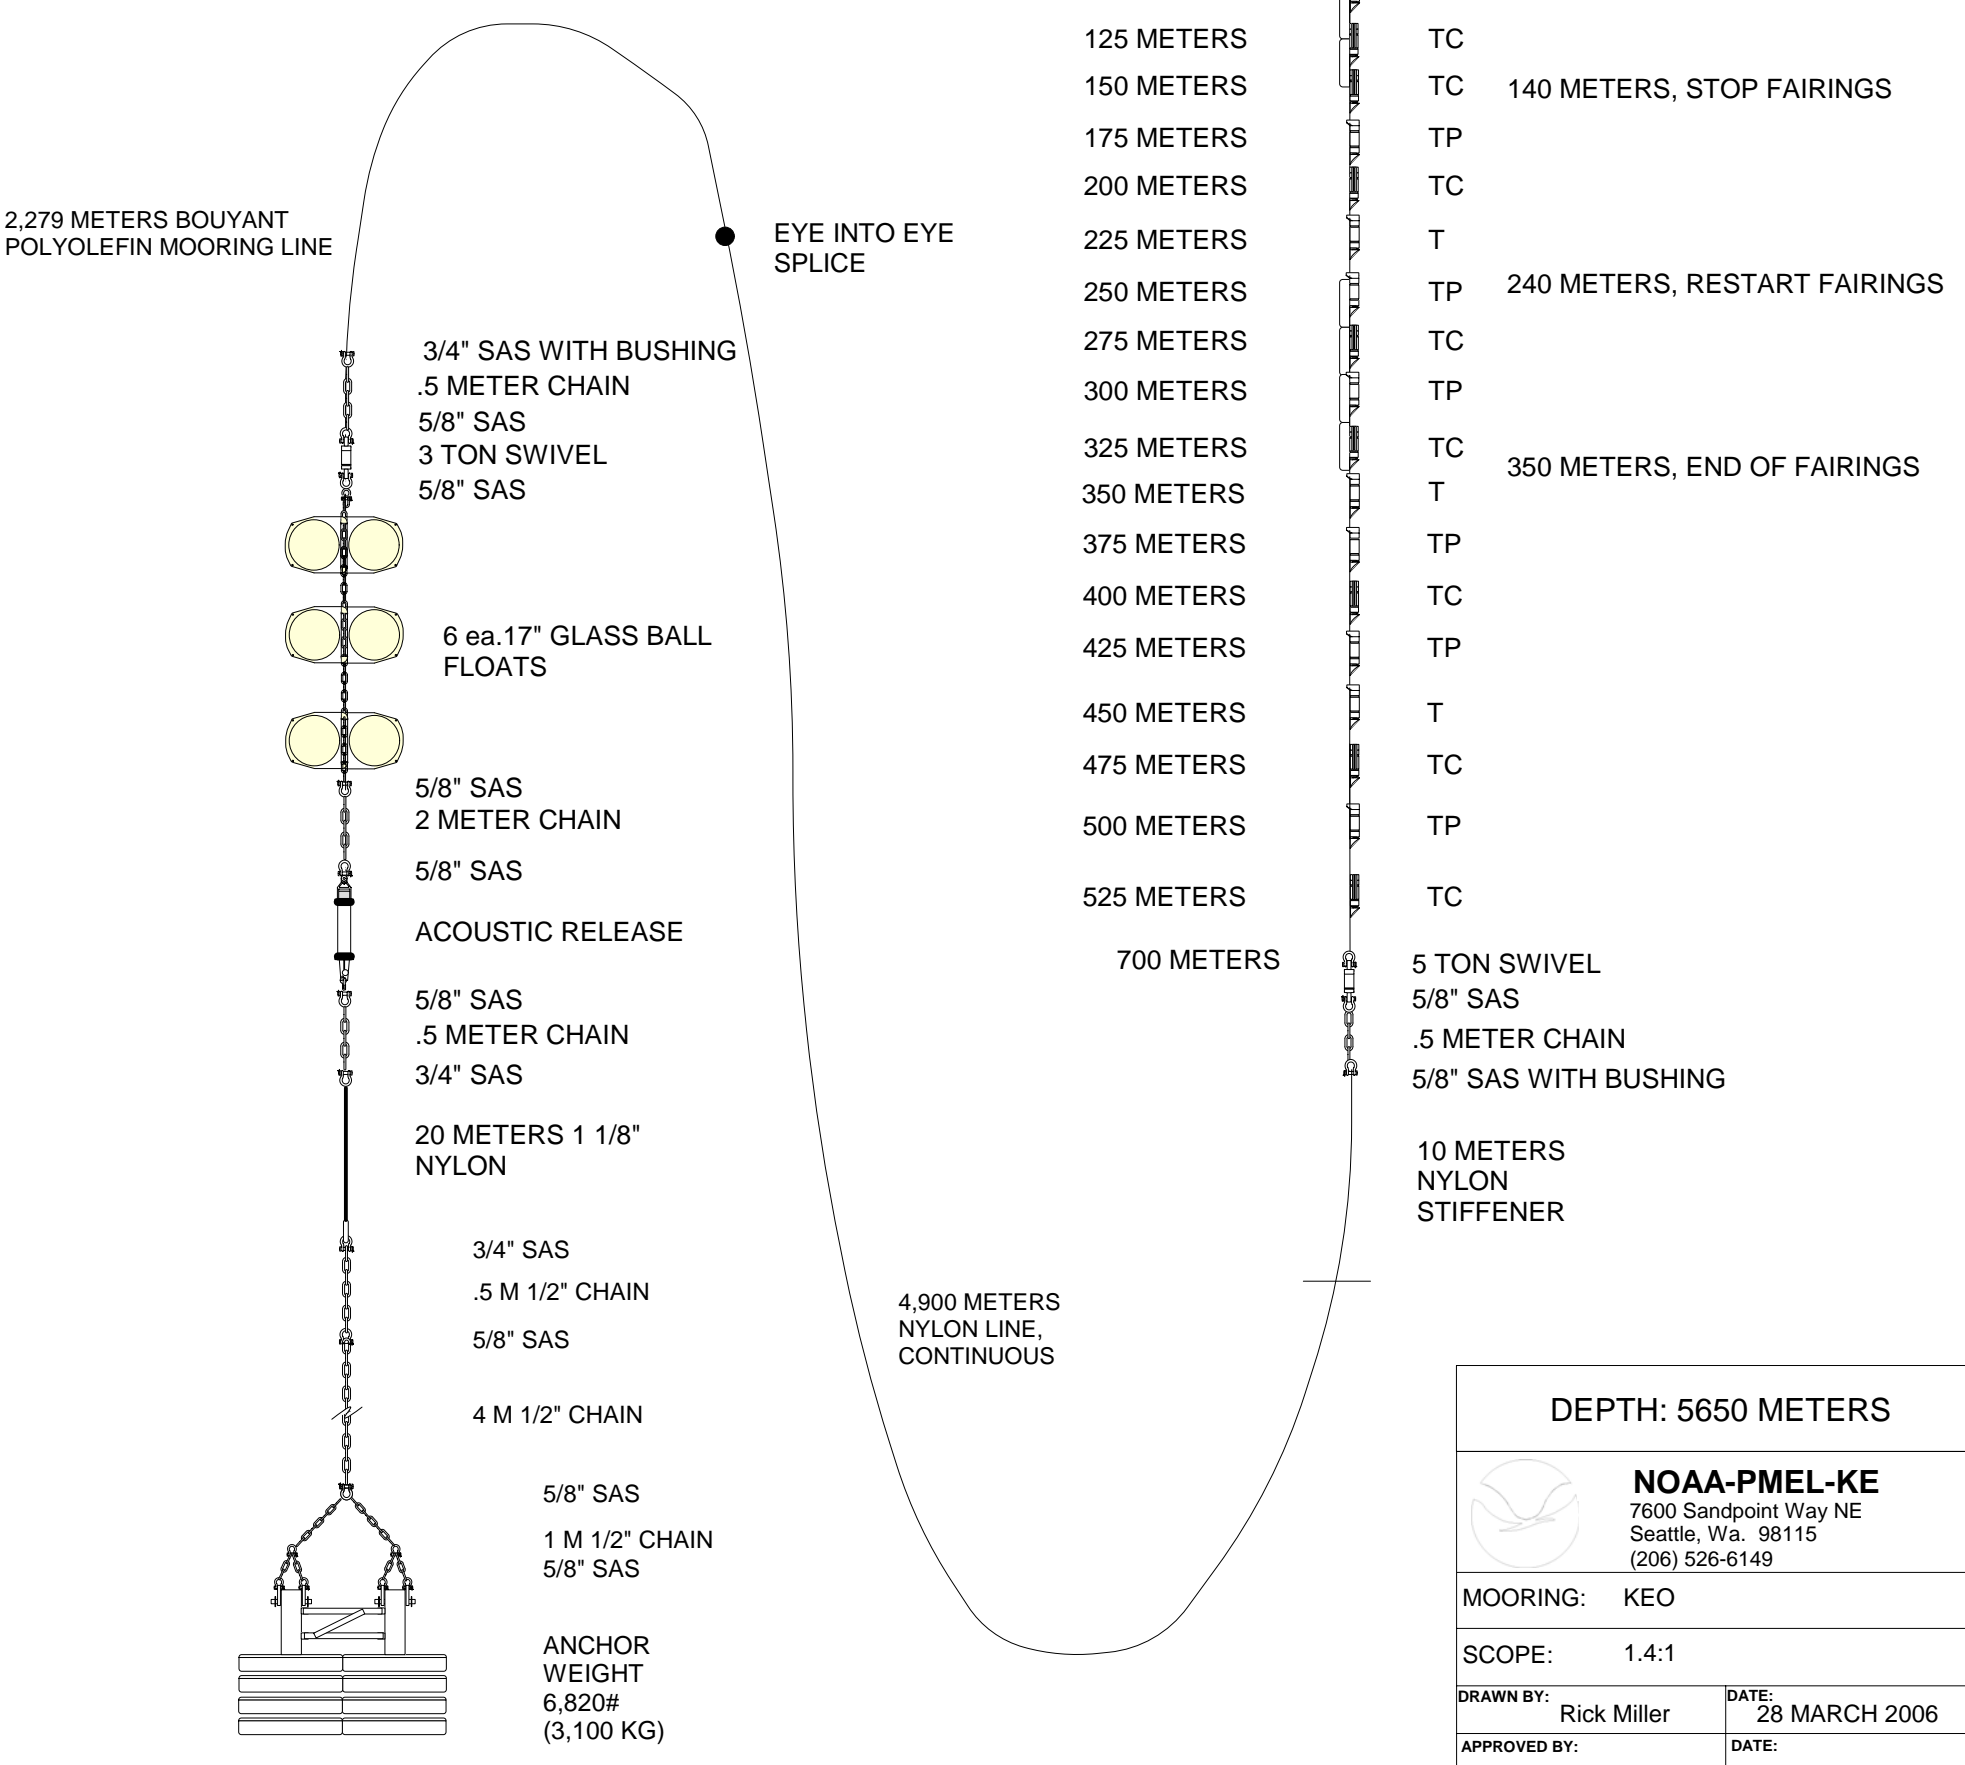 2,279 METERS BOUYANT
POLYOLEFIN MOORING LINE
EYE INTO EYE
SPLICE
3/4" SAS WITH BUSHING
.5 METER CHAIN
5/8" SAS
3 TON SWIVEL
5/8" SAS
6 ea.17" GLASS BALL
FLOATS
5/8" SAS
2 METER CHAIN
5/8" SAS
ACOUSTIC RELEASE
5/8" SAS
.5 METER CHAIN
3/4" SAS
20 METERS 1 1/8"
NYLON
3/4" SAS
.5 M 1/2" CHAIN
5/8" SAS
4 M 1/2" CHAIN
5/8" SAS
1 M 1/2" CHAIN
5/8" SAS
ANCHOR
WEIGHT
6,820#
(3,100 KG)
4,900 METERS
NYLON LINE,
CONTINUOUS
125 METERS TC
150 METERS TC 140 METERS, STOP FAIRINGS
175 METERS TP
200 METERS TC
225 METERS T
250 METERS TP 240 METERS, RESTART FAIRINGS
275 METERS TC
300 METERS TP
325 METERS TC
350 METERS, END OF FAIRINGS
350 METERS T
375 METERS TP
400 METERS TC
425 METERS TP
450 METERS T
475 METERS TC
500 METERS TP
525 METERS TC
700 METERS 5 TON SWIVEL
5/8" SAS
.5 METER CHAIN
5/8" SAS WITH BUSHING
10 METERS
NYLON
STIFFENER
DEPTH: 5650 METERS
NOAA-PMEL-KE
7600 Sandpoint Way NE
Seattle, Wa. 98115
(206) 526-6149
MOORING: KEO
SCOPE: 1.4:1
DRAWN BY: Rick Miller DATE: 28 MARCH 2006
APPROVED BY: DATE: